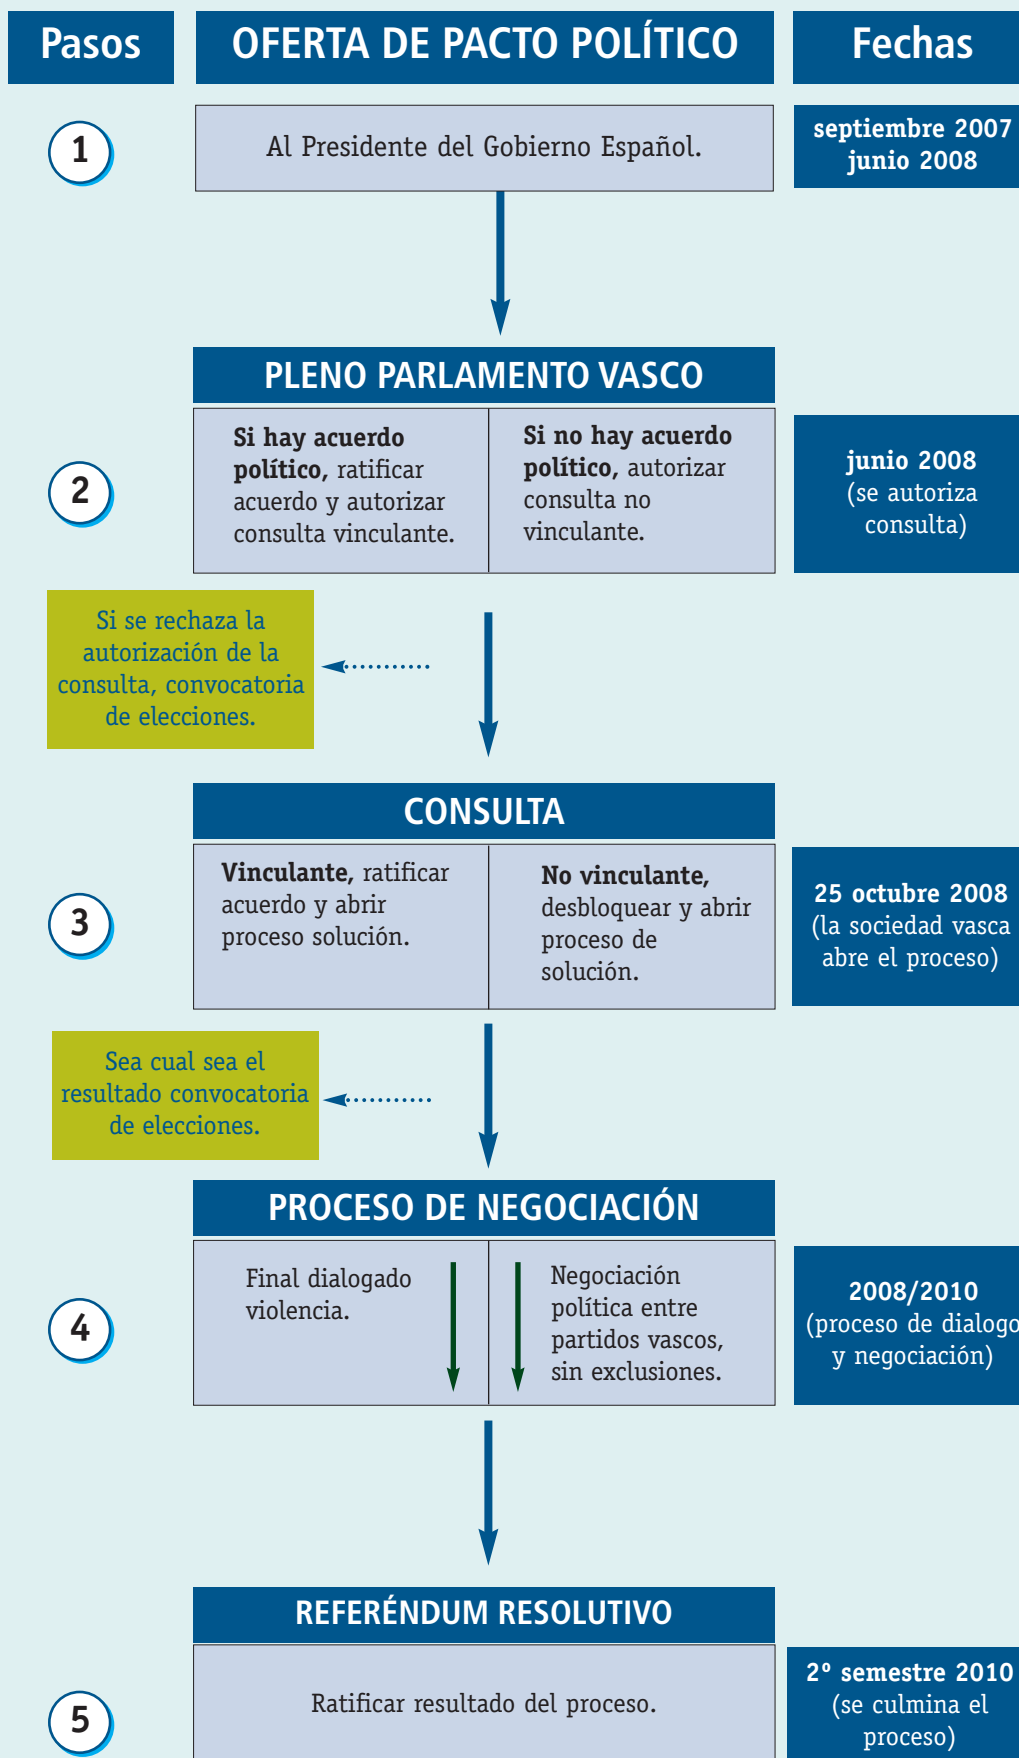 Pasos
OFERTA DE PACTO POLÍTICO
Fechas
1
Al Presidente del Gobierno Español.
septiembre 2007
junio 2008
PLENO PARLAMENTO VASCO
2
Si hay acuerdo
político, ratificar
acuerdo y autorizar
consulta vinculante.
Si no hay acuerdo
político, autorizar
consulta no
vinculante.
junio 2008
(se autoriza
consulta)
Si se rechaza la
autorización de la
consulta, convocatoria
de elecciones.
CONSULTA
3
Vinculante, ratificar
acuerdo y abrir
proceso solución.
No vinculante,
desbloquear y abrir
proceso de
solución.
25 octubre 2008
(la sociedad vasca
abre el proceso)
Sea cual sea el
resultado convocatoria
de elecciones.
PROCESO DE NEGOCIACIÓN
4
Final dialogado
violencia.
Negociación
política entre
partidos vascos,
sin exclusiones.
2008/2010
(proceso de dialogo
y negociación)
REFERÉNDUM RESOLUTIVO
5
Ratificar resultado del proceso.
2º semestre 2010
(se culmina el
proceso)